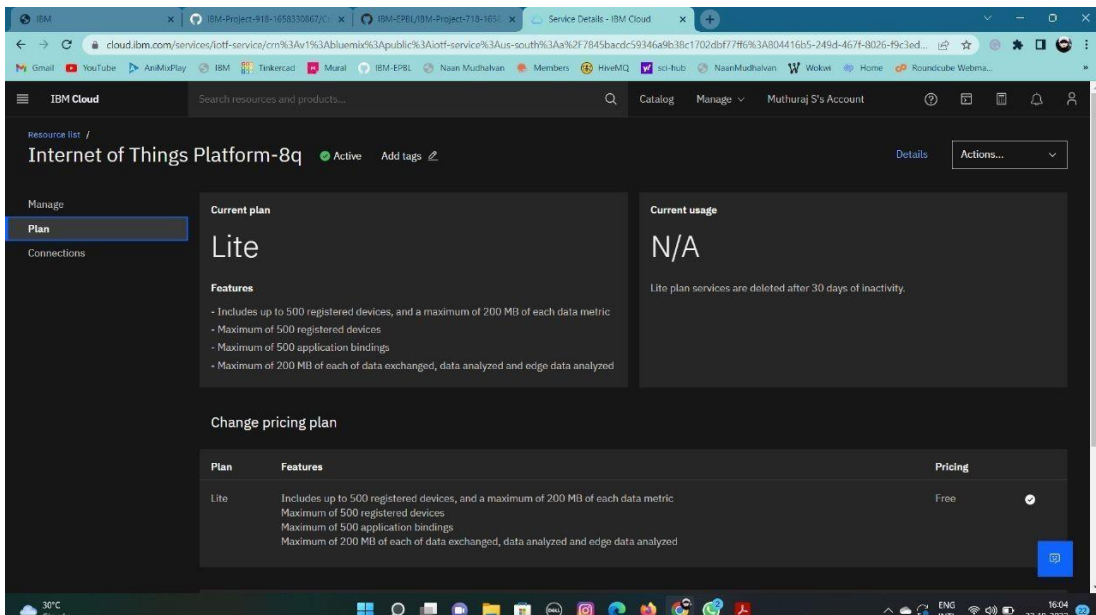 IBM
IBM-Project-918-1658330867/C
IBM-EPBL/IBM-Project-718-165
Service Details - IBM Cloud
cloud.ibm.com/services/iotf-service/crn%3Av1%3Abluemix%3Apublic%3Aiotf-service%3Aus-south%3Aa%2F7845bacdc59346a9b38c1702dbf77ff6%3A804416b5-249d-467f-8026-f9c3ed...
Gmail YouTube AniMixPlay IBM Tinkercad Mural IBM-EPBL Naan Mudhalvan Members HiveMQ sci-hub NaanMudhalvan Wokwi Home Roundcube Webma...
IBM Cloud
Search resources and products...
Catalog Manage Muthuraj S's Account
Resource list /
Internet of Things Platform-8q Active Add tags
Details Actions...
Manage
Plan
Connections
Current plan
Lite
Features
- Includes up to 500 registered devices, and a maximum of 200 MB of each data metric
- Maximum of 500 registered devices
- Maximum of 500 application bindings
- Maximum of 200 MB of each of data exchanged, data analyzed and edge data analyzed
Current usage
N/A
Lite plan services are deleted after 30 days of inactivity.
Change pricing plan
Plan Features Pricing
Lite Includes up to 500 registered devices, and a maximum of 200 MB of each data metric Free
Maximum of 500 registered devices
Maximum of 500 application bindings
Maximum of 200 MB of each of data exchanged, data analyzed and edge data analyzed
30°C
ENG
16:04
22